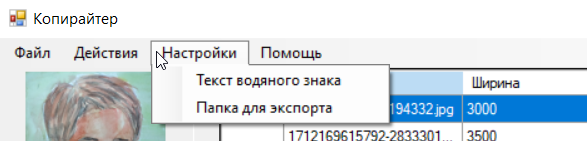 Копирайтер
Файл Действия Настройки Помощь
Текст водяного знака
Ширина
Папка для экспорта
194332.jpg 3000
1712169615792-2833301... 3500